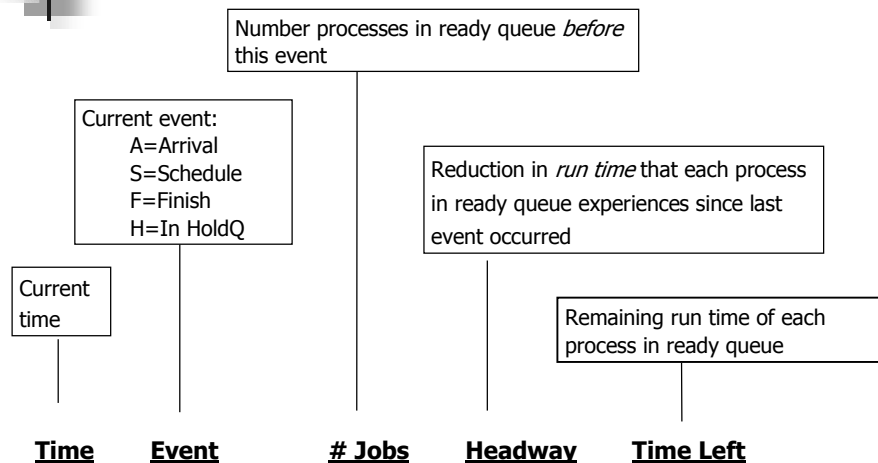 Number processes in ready queue before
this event
Current event:
A=Arrival
S=Schedule
F=Finish
H=In HoldQ
Reduction in run time that each process
in ready queue experiences since last
event occurred
Current
time
Remaining run time of each
process in ready queue
Time Event # Jobs Headway Time Left